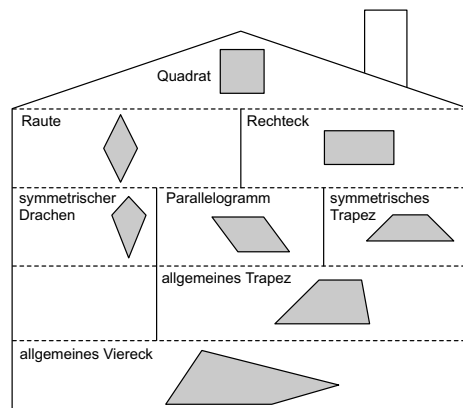 Quadrat
Raute
Rechteck
symmetrischer
Drachen
Parallelogramm
symmetrisches
Trapez
allgemeines Trapez
allgemeines Viereck